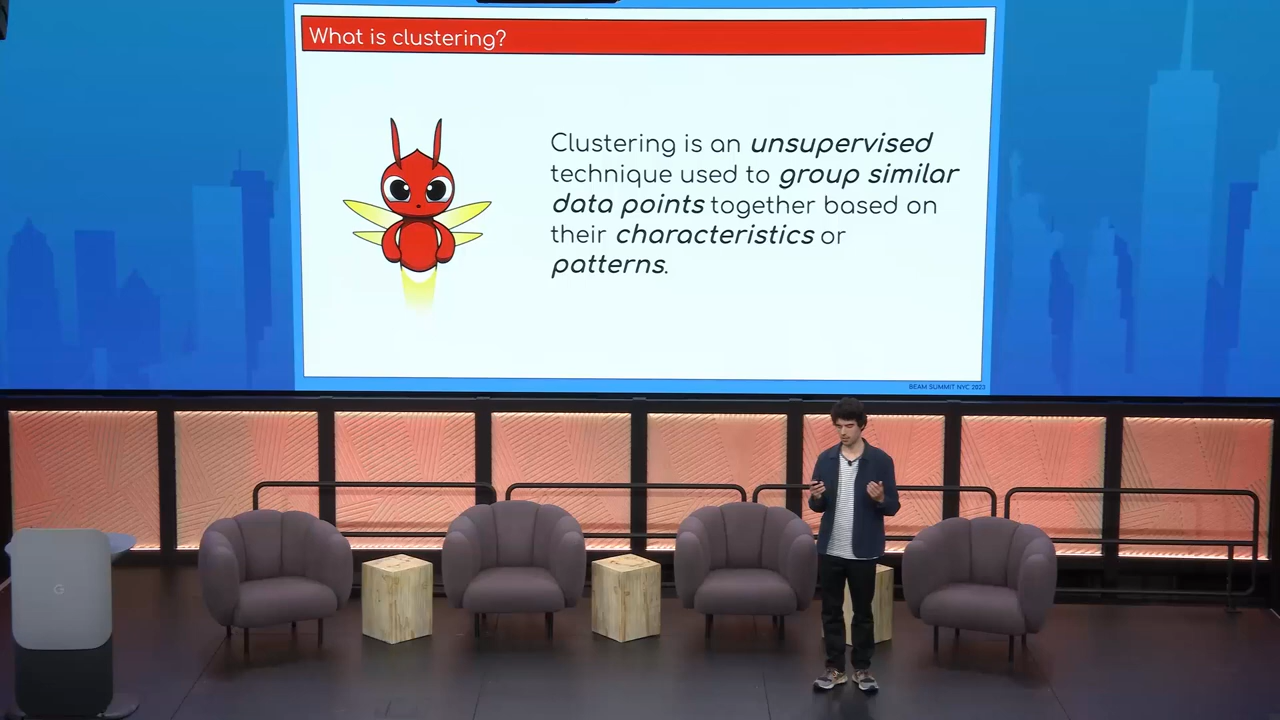 What is clustering?
Clustering is an unsupervised
technique used to group similar
data points together based on
their characteristics or
patterns.
BEAM SUMMIT NYC 2023
G